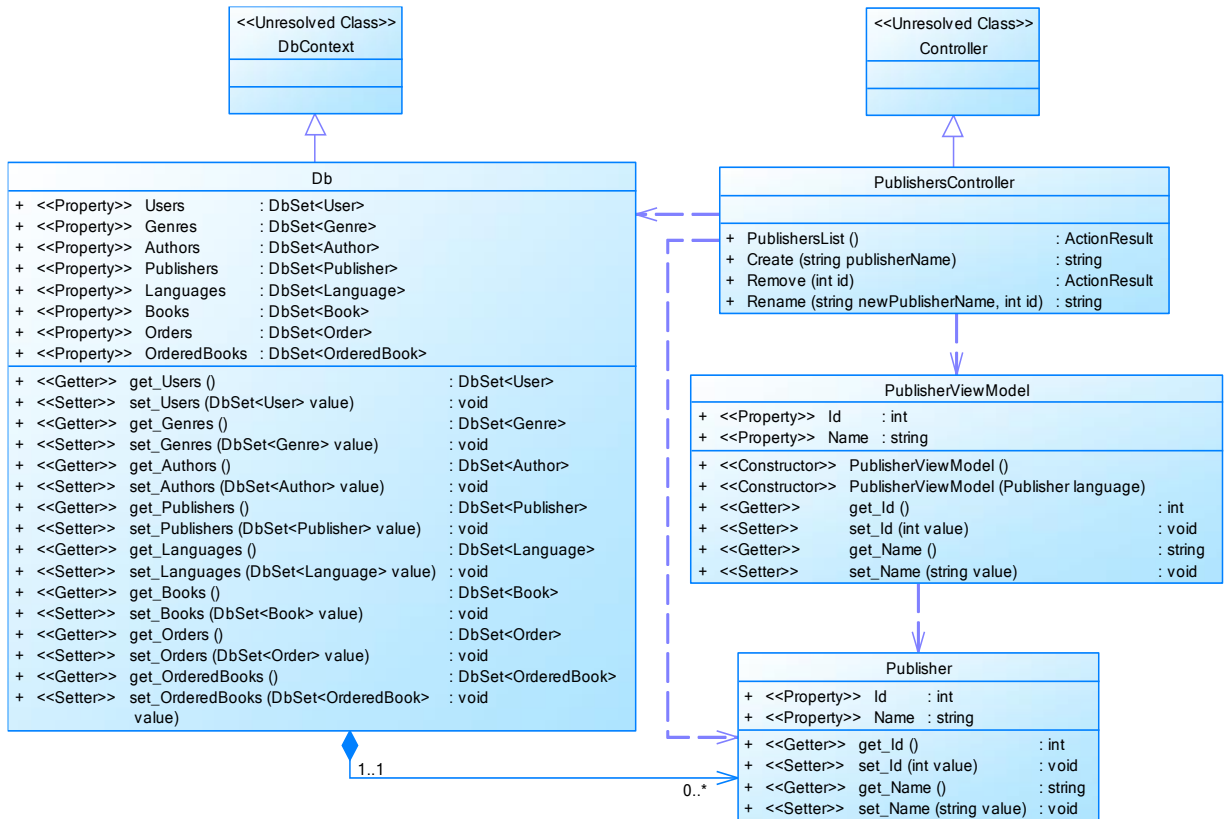 <<Unresolved Class>>
DbContext
<<Unresolved Class>>
Controller
Db
+ <<Property>> Users : DbSet<User>
+ <<Property>> Genres : DbSet<Genre>
+ <<Property>> Authors : DbSet<Author>
+ <<Property>> Publishers : DbSet<Publisher>
+ <<Property>> Languages : DbSet<Language>
+ <<Property>> Books : DbSet<Book>
+ <<Property>> Orders : DbSet<Order>
+ <<Property>> OrderedBooks : DbSet<OrderedBook>
+ <<Getter>> get_Users () : DbSet<User>
+ <<Setter>> set_Users (DbSet<User> value) : void
+ <<Getter>> get_Genres () : DbSet<Genre>
+ <<Setter>> set_Genres (DbSet<Genre> value) : void
+ <<Getter>> get_Authors () : DbSet<Author>
+ <<Setter>> set_Authors (DbSet<Author> value) : void
+ <<Getter>> get_Publishers () : DbSet<Publisher>
+ <<Setter>> set_Publishers (DbSet<Publisher> value) : void
+ <<Getter>> get_Languages () : DbSet<Language>
+ <<Setter>> set_Languages (DbSet<Language> value) : void
+ <<Getter>> get_Books () : DbSet<Book>
+ <<Setter>> set_Books (DbSet<Book> value) : void
+ <<Getter>> get_Orders () : DbSet<Order>
+ <<Setter>> set_Orders (DbSet<Order> value) : void
+ <<Getter>> get_OrderedBooks () : DbSet<OrderedBook>
+ <<Setter>> set_OrderedBooks (DbSet<OrderedBook> : void
value)
PublishersController
+ PublishersList () : ActionResult
+ Create (string publisherName) : string
+ Remove (int id) : ActionResult
+ Rename (string newPublisherName, int id) : string
PublisherViewModel
+ <<Property>> Id : int
+ <<Property>> Name : string
+ <<Constructor>> PublisherViewModel ()
+ <<Constructor>> PublisherViewModel (Publisher language)
+ <<Getter>> get_Id () : int
+ <<Setter>> set_Id (int value) : void
+ <<Getter>> get_Name () : string
+ <<Setter>> set_Name (string value) : void
Publisher
+ <<Property>> Id : int
+ <<Property>> Name : string
+ <<Getter>> get_Id () : int
+ <<Setter>> set_Id (int value) : void
+ <<Getter>> get_Name () : string
+ <<Setter>> set_Name (string value) : void
1..1
0..*